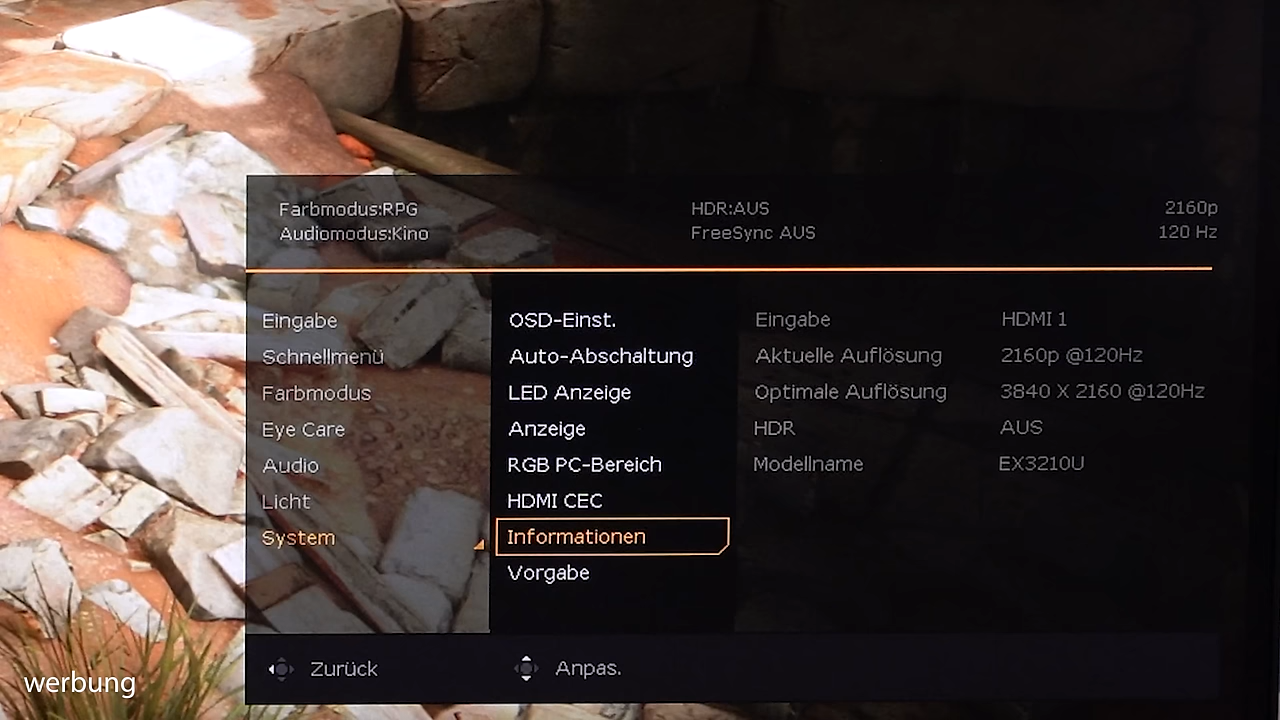 Farbmodus:RPG HDR:AUS 2160p
Audiomodus:Kino FreeSync AUS 120 Hz
Eingabe OSD-Einst. Eingabe HDMI 1
Schnellmenü Auto-Abschaltung Aktuelle Auflösung 2160p @120Hz
Farbmodus LED Anzeige Optimale Auflösung 3840 X 2160 @120Hz
Eye Care Anzeige HDR AUS
Audio RGB PC-Bereich Modellname EX3210U
Licht HDMI CEC
System Informationen
Vorgabe
Zurück Anpas.
werbung